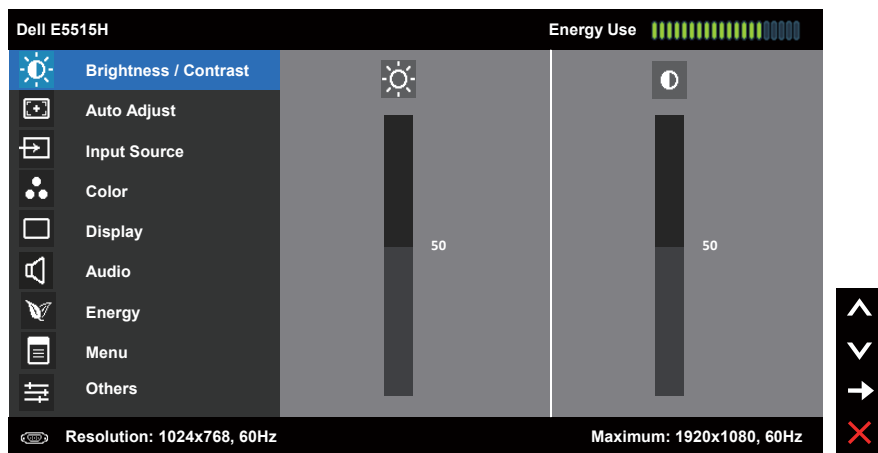 Dell E5515H Energy Use
Brightness / Contrast
Auto Adjust
Input Source
Color
Display
50 50
Audio
Energy
Menu
Others
Resolution: 1024x768, 60Hz Maximum: 1920x1080, 60Hz